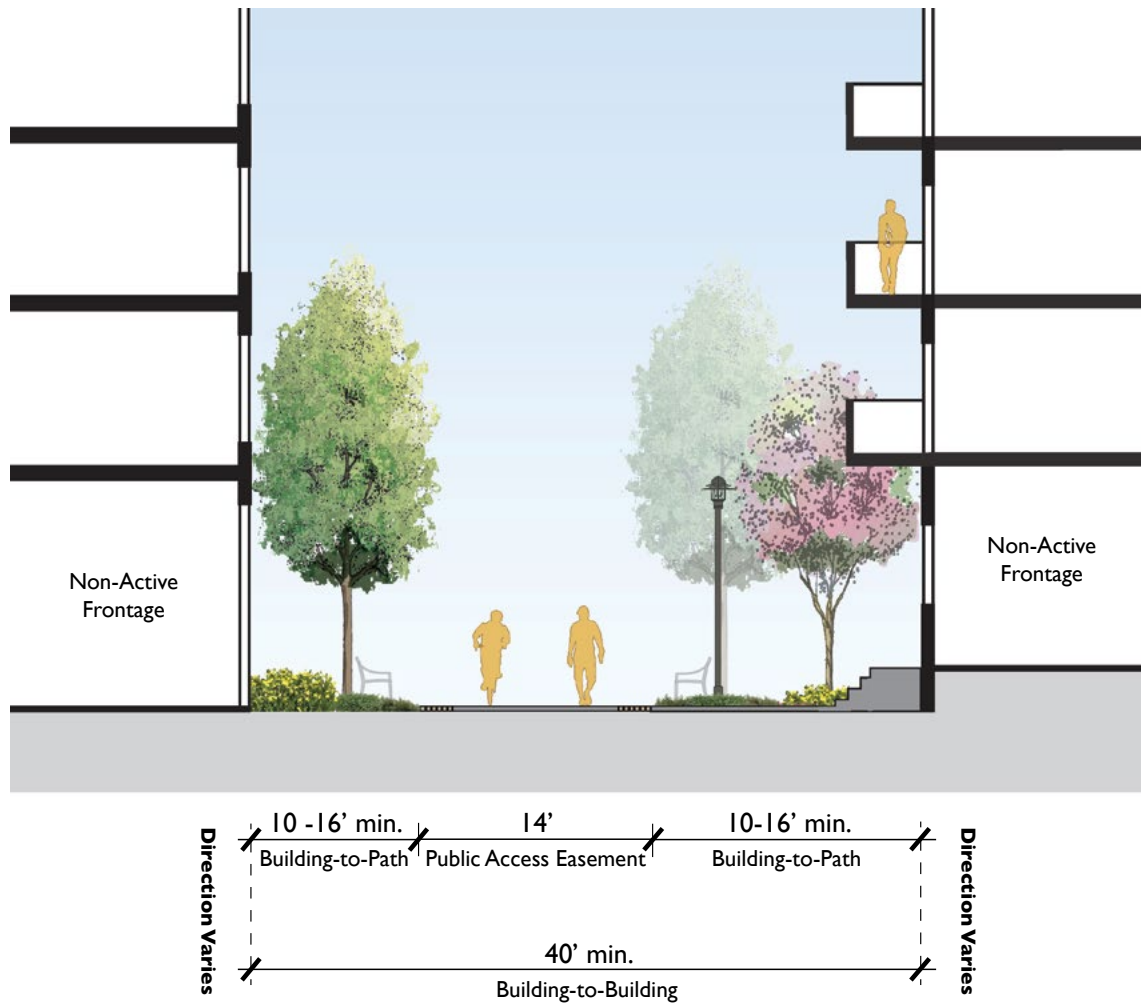 Non-Active
Frontage
Non-Active
Frontage
10 -16’ min.
14’
10-16’ min.
Building-to-Path
Public Access Easement
Building-to-Path
Direction Varies
Direction Varies
40’ min.
Building-to-Building